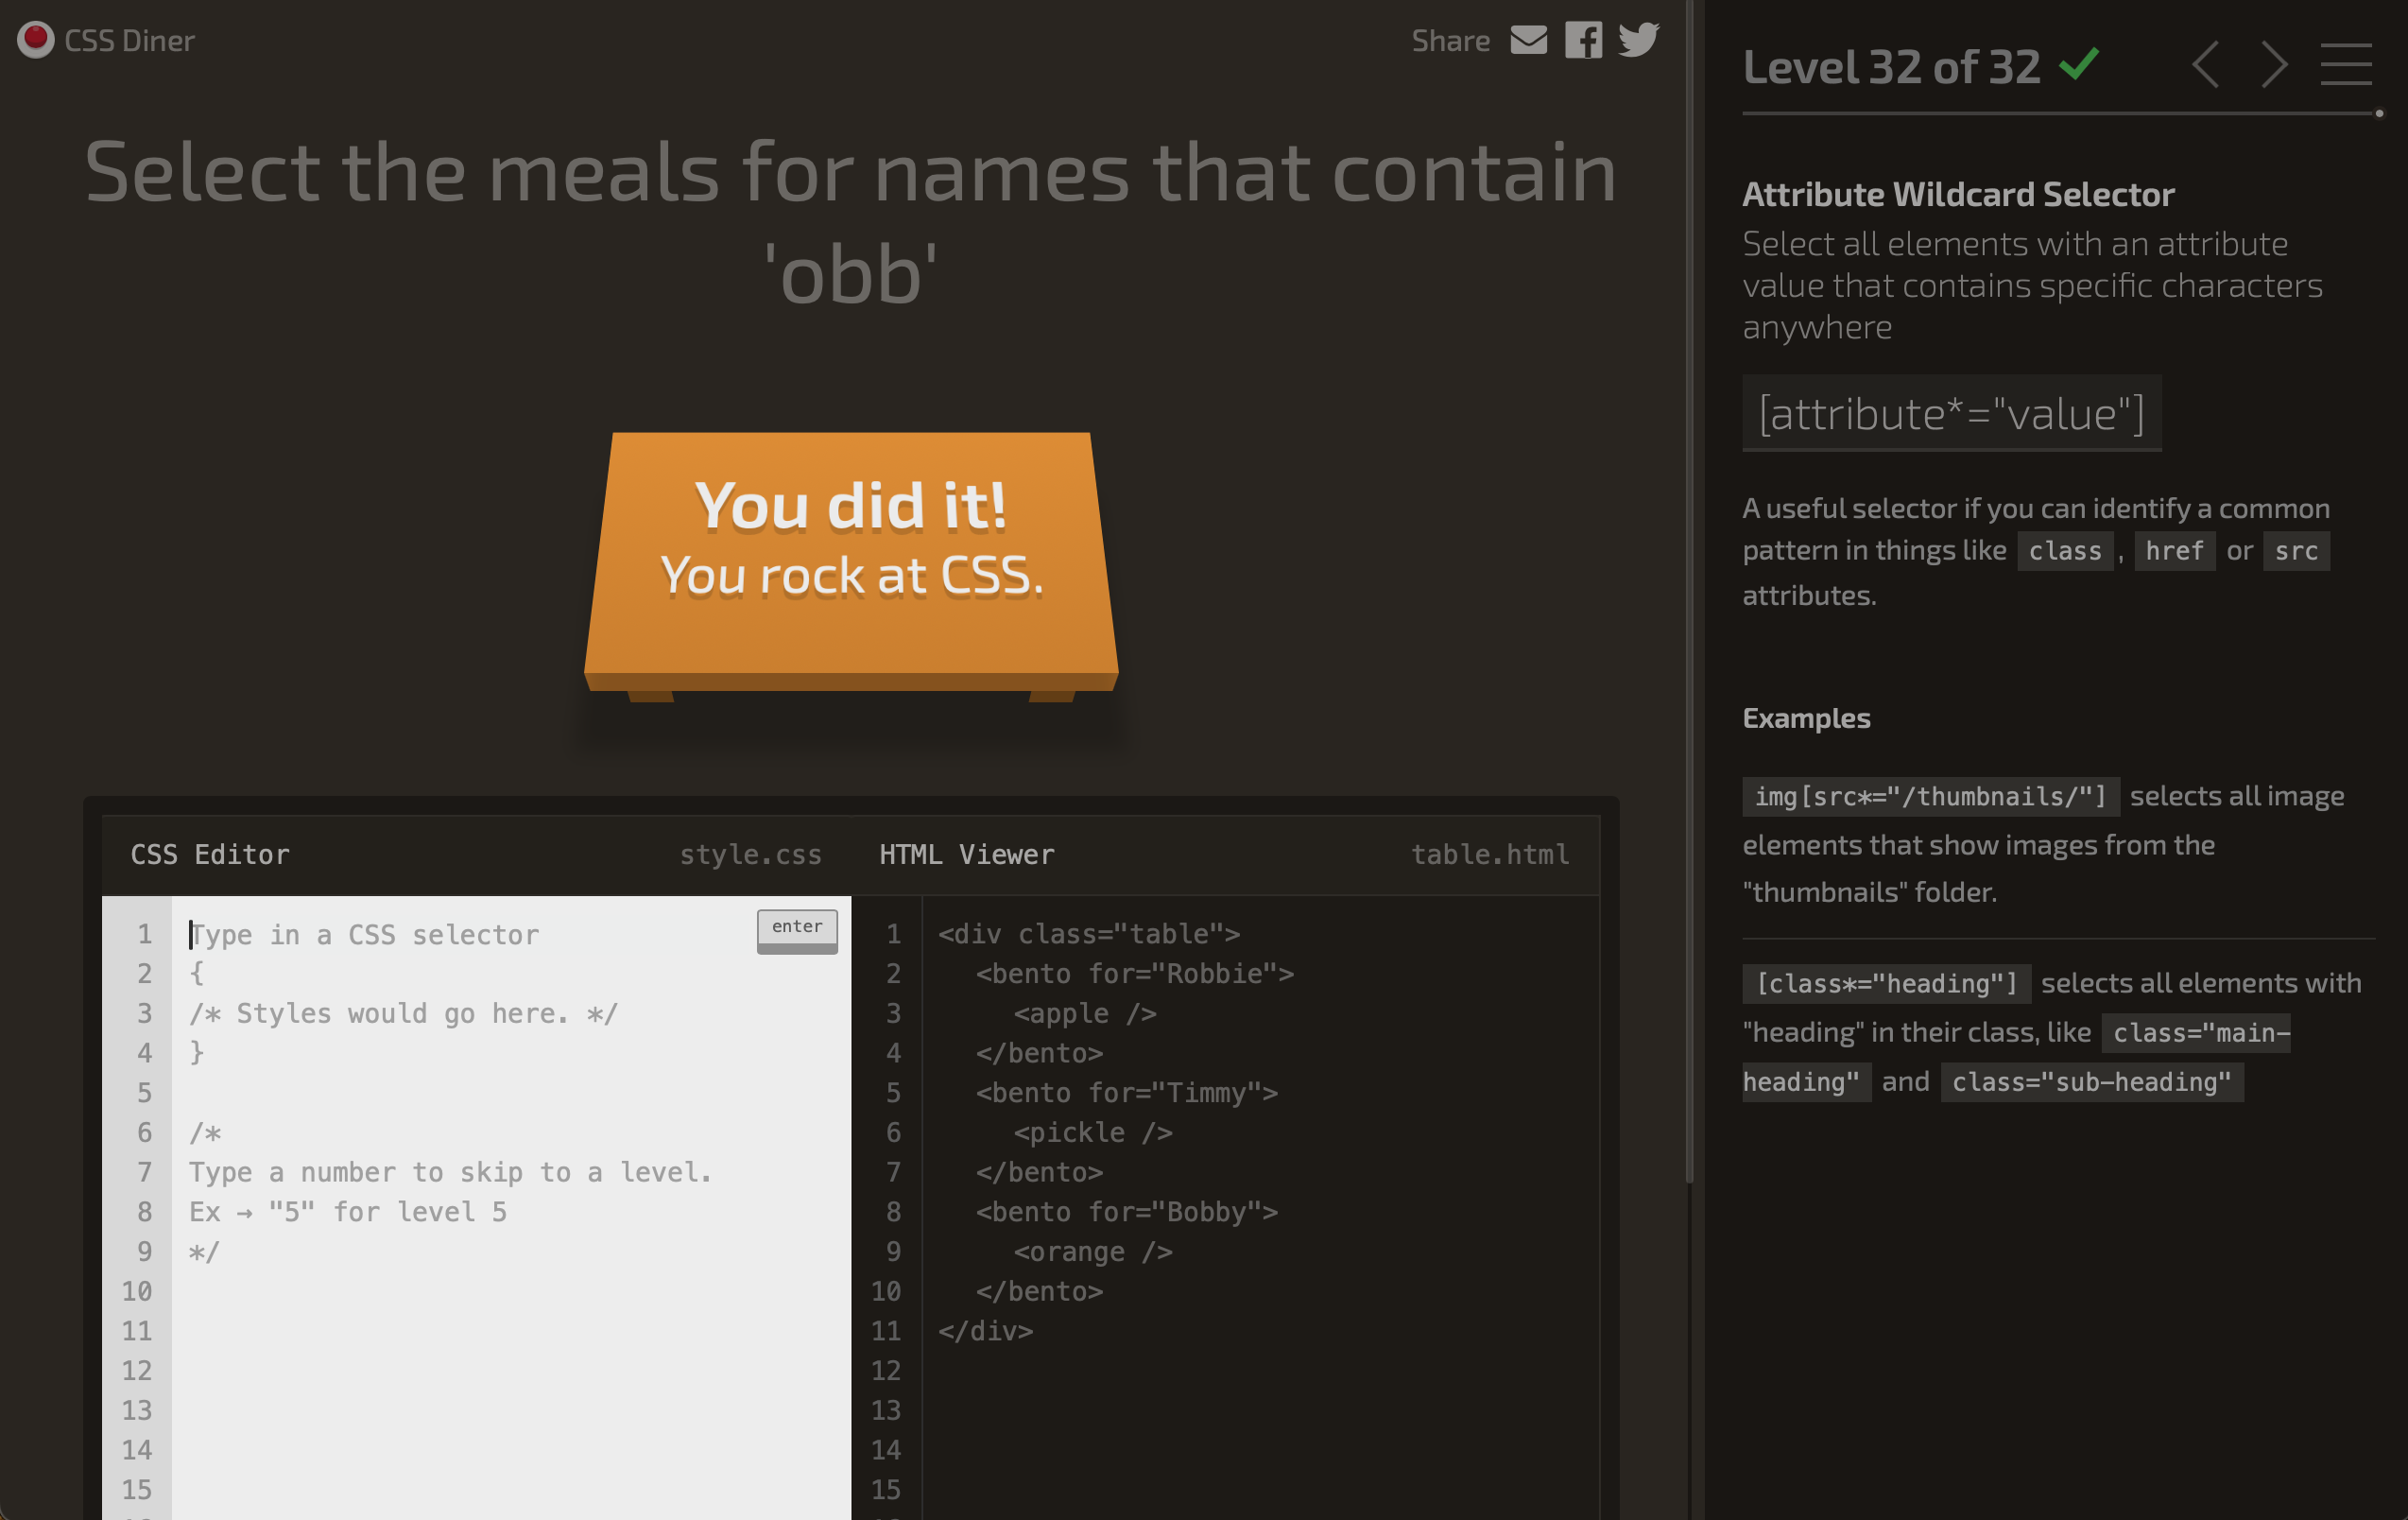 CSS Diner
Share
Select the meals for names that contain
'obb'
You did it!
You rock at CSS.
CSS Editor
style.css
HTML Viewer
table.html
1 Type in a CSS selector
enter
2 {
3 /* Styles would go here. */
4 }
5
6 /*
7 Type a number to skip to a level.
8 Ex → "5" for level 5
9 */
10
11
12
13
14
15
1 <div class="table">
2 <bento for="Robbie">
3 <apple />
4 </bento>
5 <bento for="Timmy">
6 <pickle />
7 </bento>
8 <bento for="Bobby">
9 <orange />
10 </bento>
11 </div>
12
13
14
15
Level 32 of 32
Attribute Wildcard Selector
Select all elements with an attribute
value that contains specific characters
anywhere
[attribute*="value"]
A useful selector if you can identify a common
pattern in things like class , href or src
attributes.
Examples
img[src*="/thumbnails/"] selects all image
elements that show images from the
"thumbnails" folder.
[class*="heading"] selects all elements with
"heading" in their class, like class="main-
heading" and class="sub-heading"